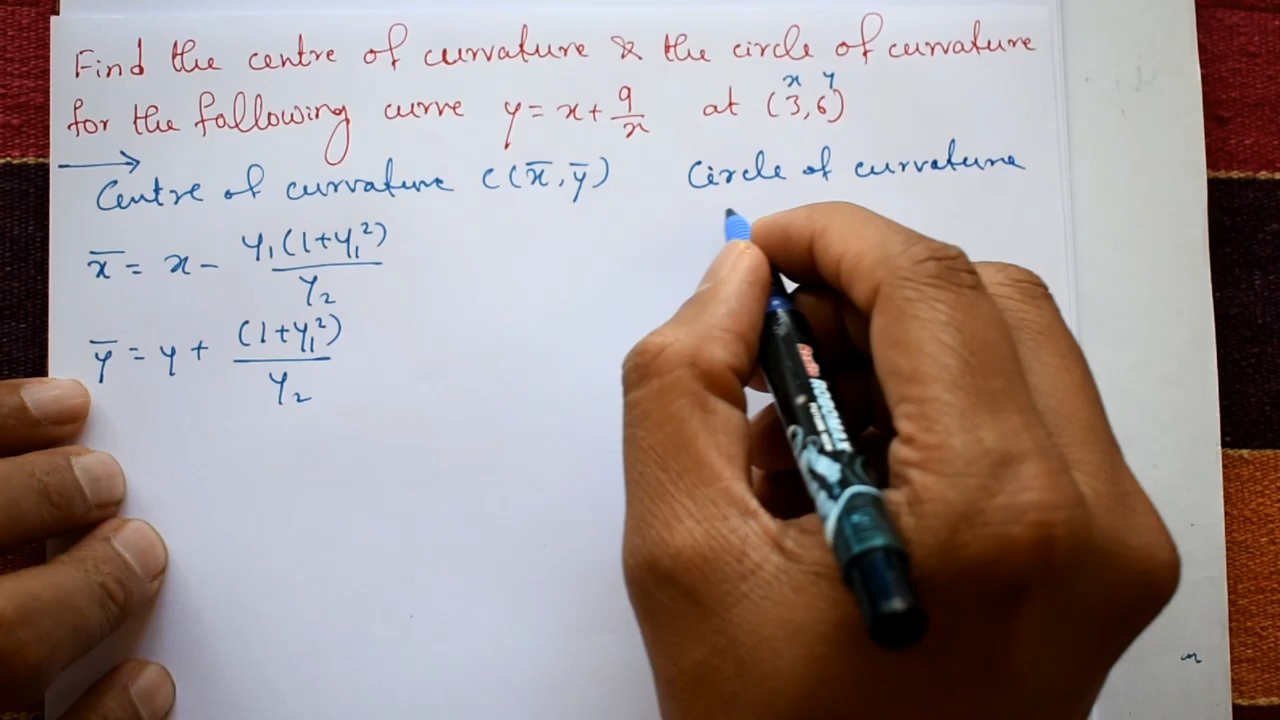 Find the centre of curvature & the circle of curvature
for the following curve y = x + 9/x at (3,6)
x y
Centre of curvature C(x̄, ȳ)
x̄ = x - y₁(1+y₁²)/y₂
ȳ = y + (1+y₁²)/y₂
Circle of curvature